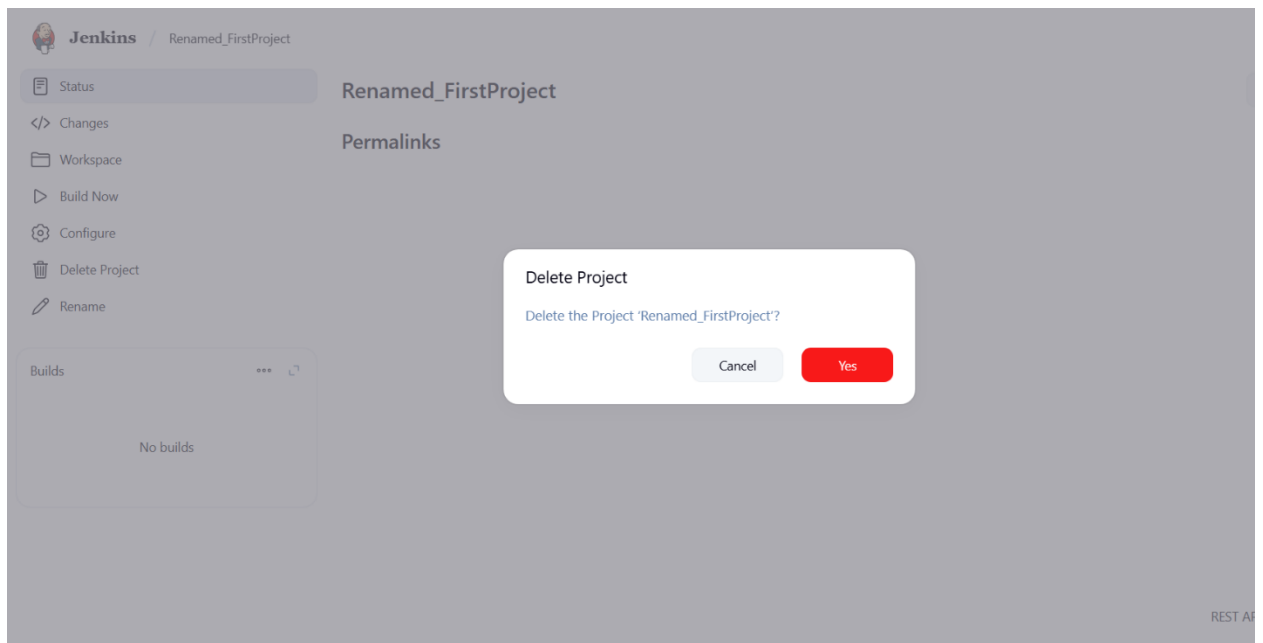 Jenkins / Renamed_FirstProject
Status
Changes
Workspace
Build Now
Configure
Delete Project
Rename
Builds
No builds
Renamed_FirstProject
Permalinks
Delete Project
Delete the Project ‘Renamed_FirstProject’?
Cancel Yes
REST